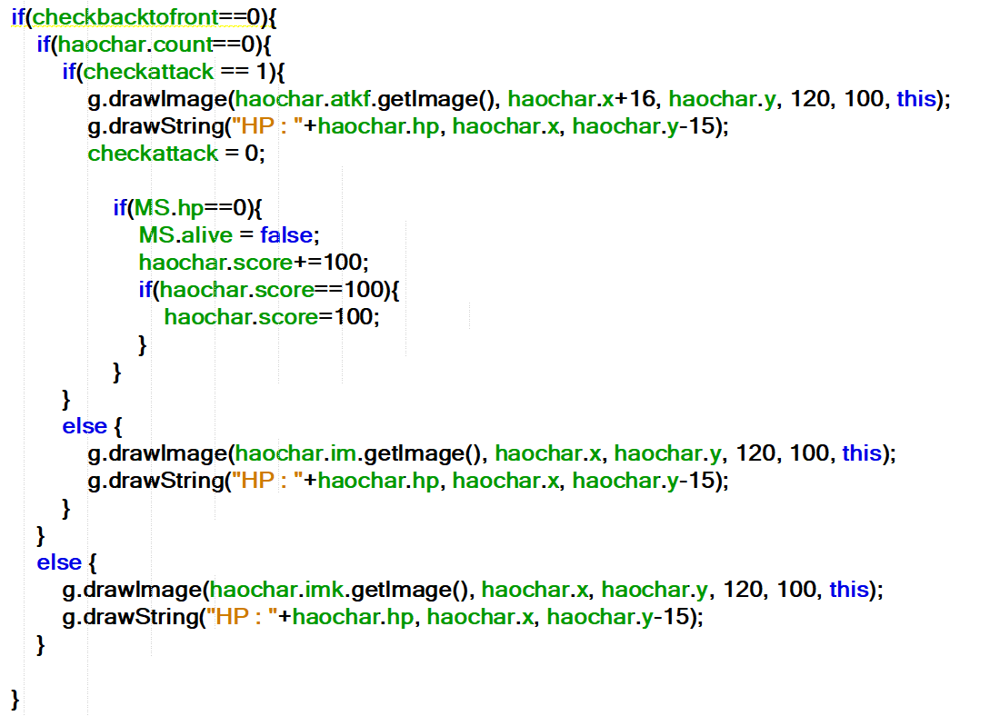 if(checkbacktofront==0){
if(haochar.count==0){
if(checkattack == 1){
g.drawImage(haochar.atkf.getImage(), haochar.x+16, haochar.y, 120, 100, this);
g.drawString("HP : "+haochar.hp, haochar.x, haochar.y-15);
checkattack = 0;
if(MS.hp==0){
MS.alive = false;
haochar.score+=100;
if(haochar.score==100){
haochar.score=100;
}
}
}
else {
g.drawImage(haochar.im.getImage(), haochar.x, haochar.y, 120, 100, this);
g.drawString("HP : "+haochar.hp, haochar.x, haochar.y-15);
}
}
else {
g.drawImage(haochar.imk.getImage(), haochar.x, haochar.y, 120, 100, this);
g.drawString("HP : "+haochar.hp, haochar.x, haochar.y-15);
}
}